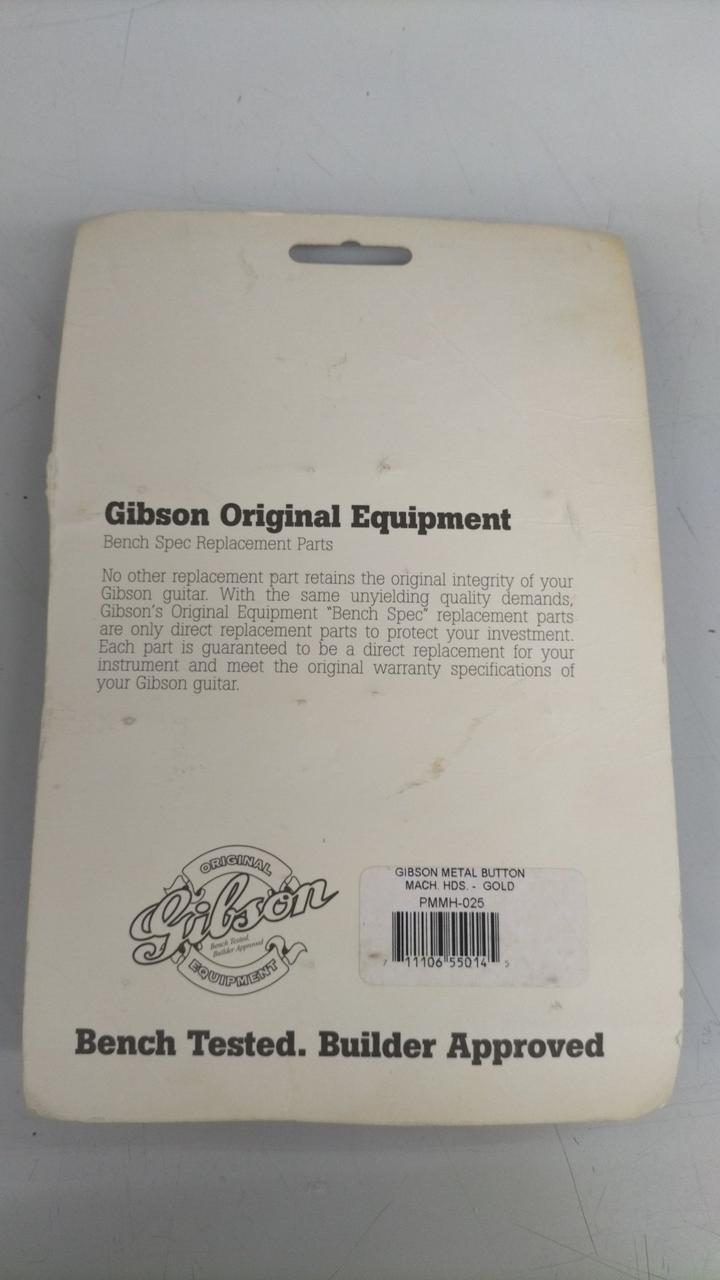 Gibson Original Equipment
Bench Spec Replacement Parts
No other replacement part retains the original integrity of your
Gibson guitar. With the same unyielding quality demands,
Gibson's Original Equipment "Bench Spec" replacement parts
are only direct replacement parts to protect your investment.
Each part is guaranteed to be a direct replacement for your
instrument and meet the original warranty specifications of
your Gibson guitar.
ORIGINAL
Gibson
Bench Tested.
Builder Approved
EQUIPMENT
GIBSON METAL BUTTON
MACH. HDS. - GOLD
PMMH-025
7 11106 55014 5
Bench Tested. Builder Approved